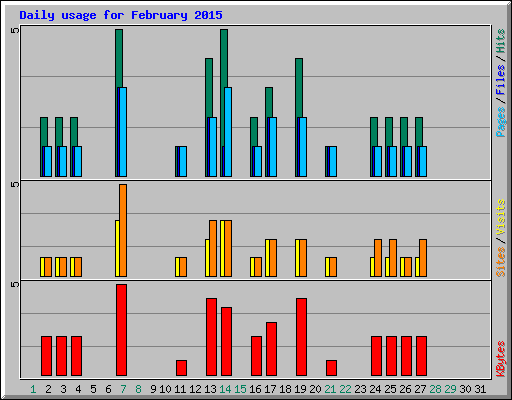 Daily usage for February 2015
5
Pages/Files/Hits
5
Sites/Visits
5
KBytes
1 2 3 4 5 6 7 8 9 10 11 12 13 14 15 16 17 18 19 20 21 22 23 24 25 26 27 28 29 30 31